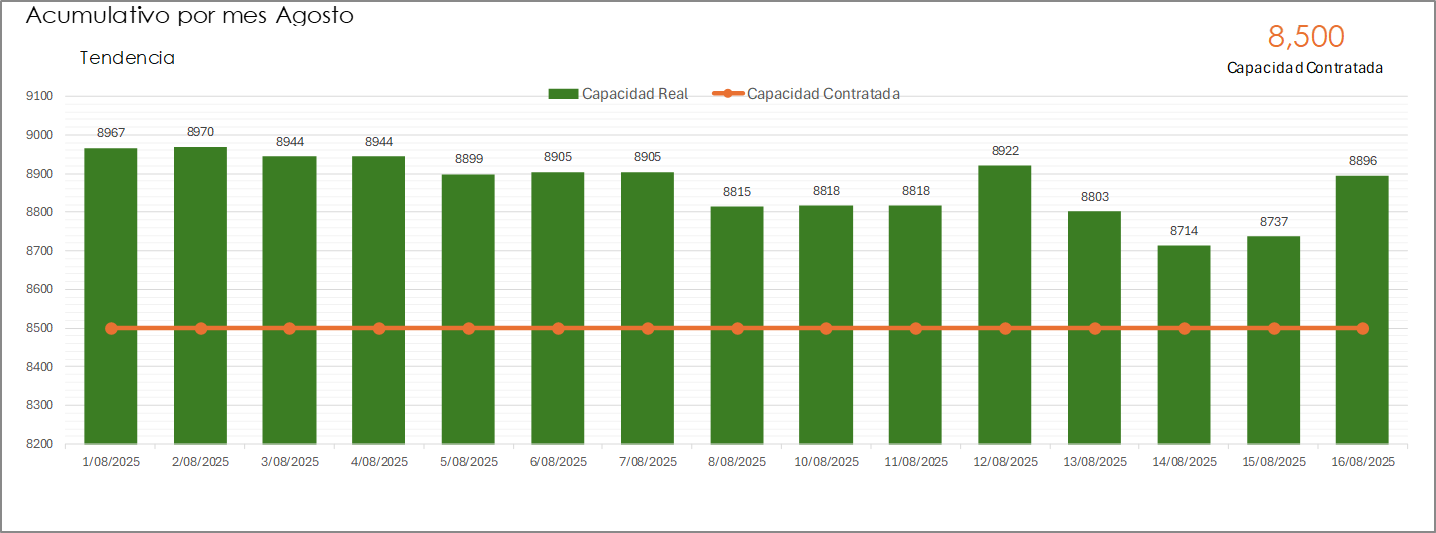 Acumulativo por mes Agosto
8,500
Tendencia
Capacidad Contratada
Capacidad Real Capacidad Contratada
9100
9000
8900
8800
8700
8600
8500
8400
8300
8200
8967 8970 8944 8944 8899 8905 8905 8815 8818 8818 8922 8803 8714 8737 8896
1/08/2025 2/08/2025 3/08/2025 4/08/2025 5/08/2025 6/08/2025 7/08/2025 8/08/2025 10/08/2025 11/08/2025 12/08/2025 13/08/2025 14/08/2025 15/08/2025 16/08/2025